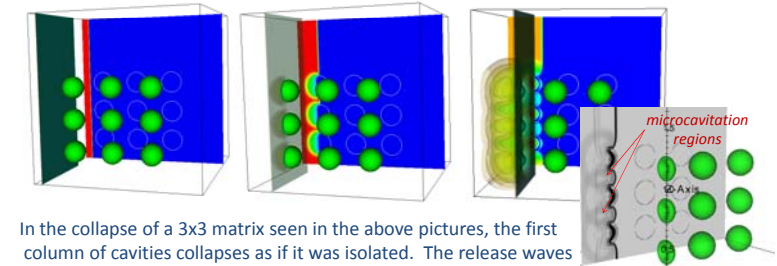 microcavitation
regions
Axis
In the collapse of a 3x3 matrix seen in the above pictures, the first
column of cavities collapses as if it was isolated. The release waves